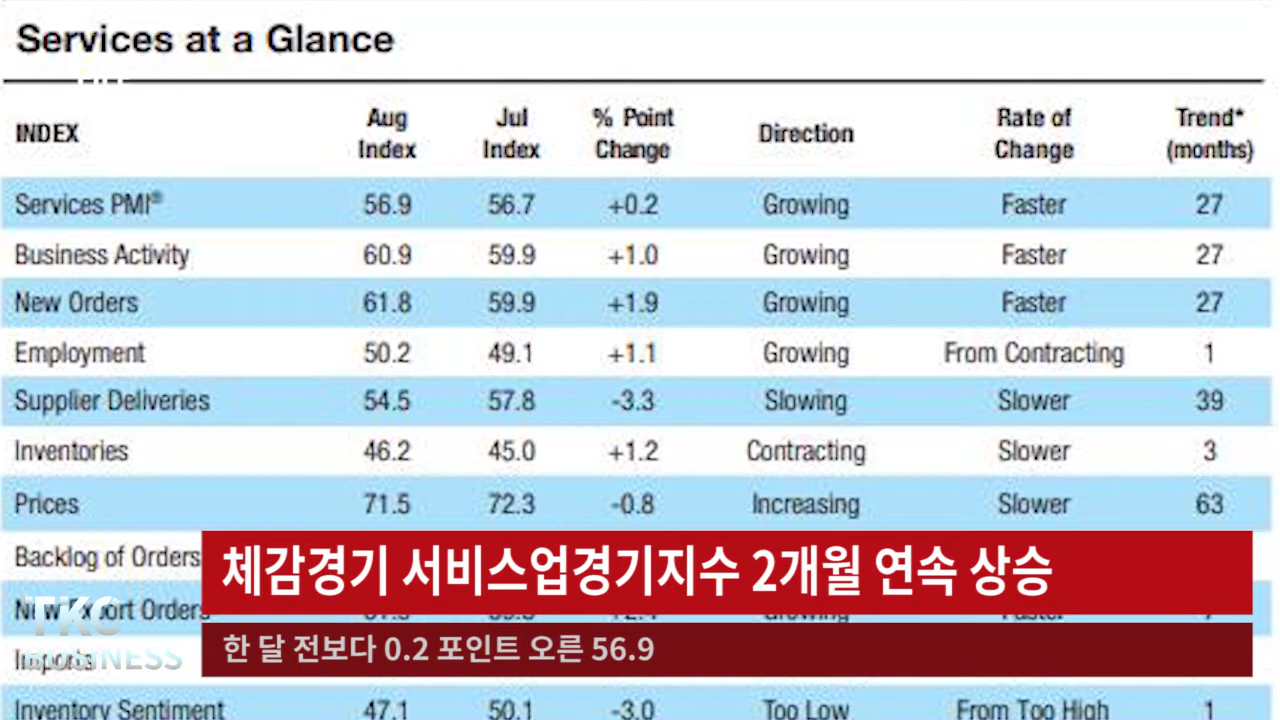 Services at a Glance
INDEX Aug Index Jul Index % Point Change Direction Rate of Change Trend* (months)
Services PMI® 56.9 56.7 +0.2 Growing Faster 27
Business Activity 60.9 59.9 +1.0 Growing Faster 27
New Orders 61.8 59.9 +1.9 Growing Faster 27
Employment 50.2 49.1 +1.1 Growing From Contracting 1
Supplier Deliveries 54.5 57.8 -3.3 Slowing Slower 39
Inventories 46.2 45.0 +1.2 Contracting Slower 3
Prices 71.5 72.3 -0.8 Increasing Slower 63
Backlog of Orders
체감경기 서비스업경기지수 2개월 연속 상승
New Export Orders
한 달 전보다 0.2 포인트 오른 56.9
TKC
BUSINESS
Imports
Inventory Sentiment 47.1 50.1 -3.0 Too Low From Too High 1